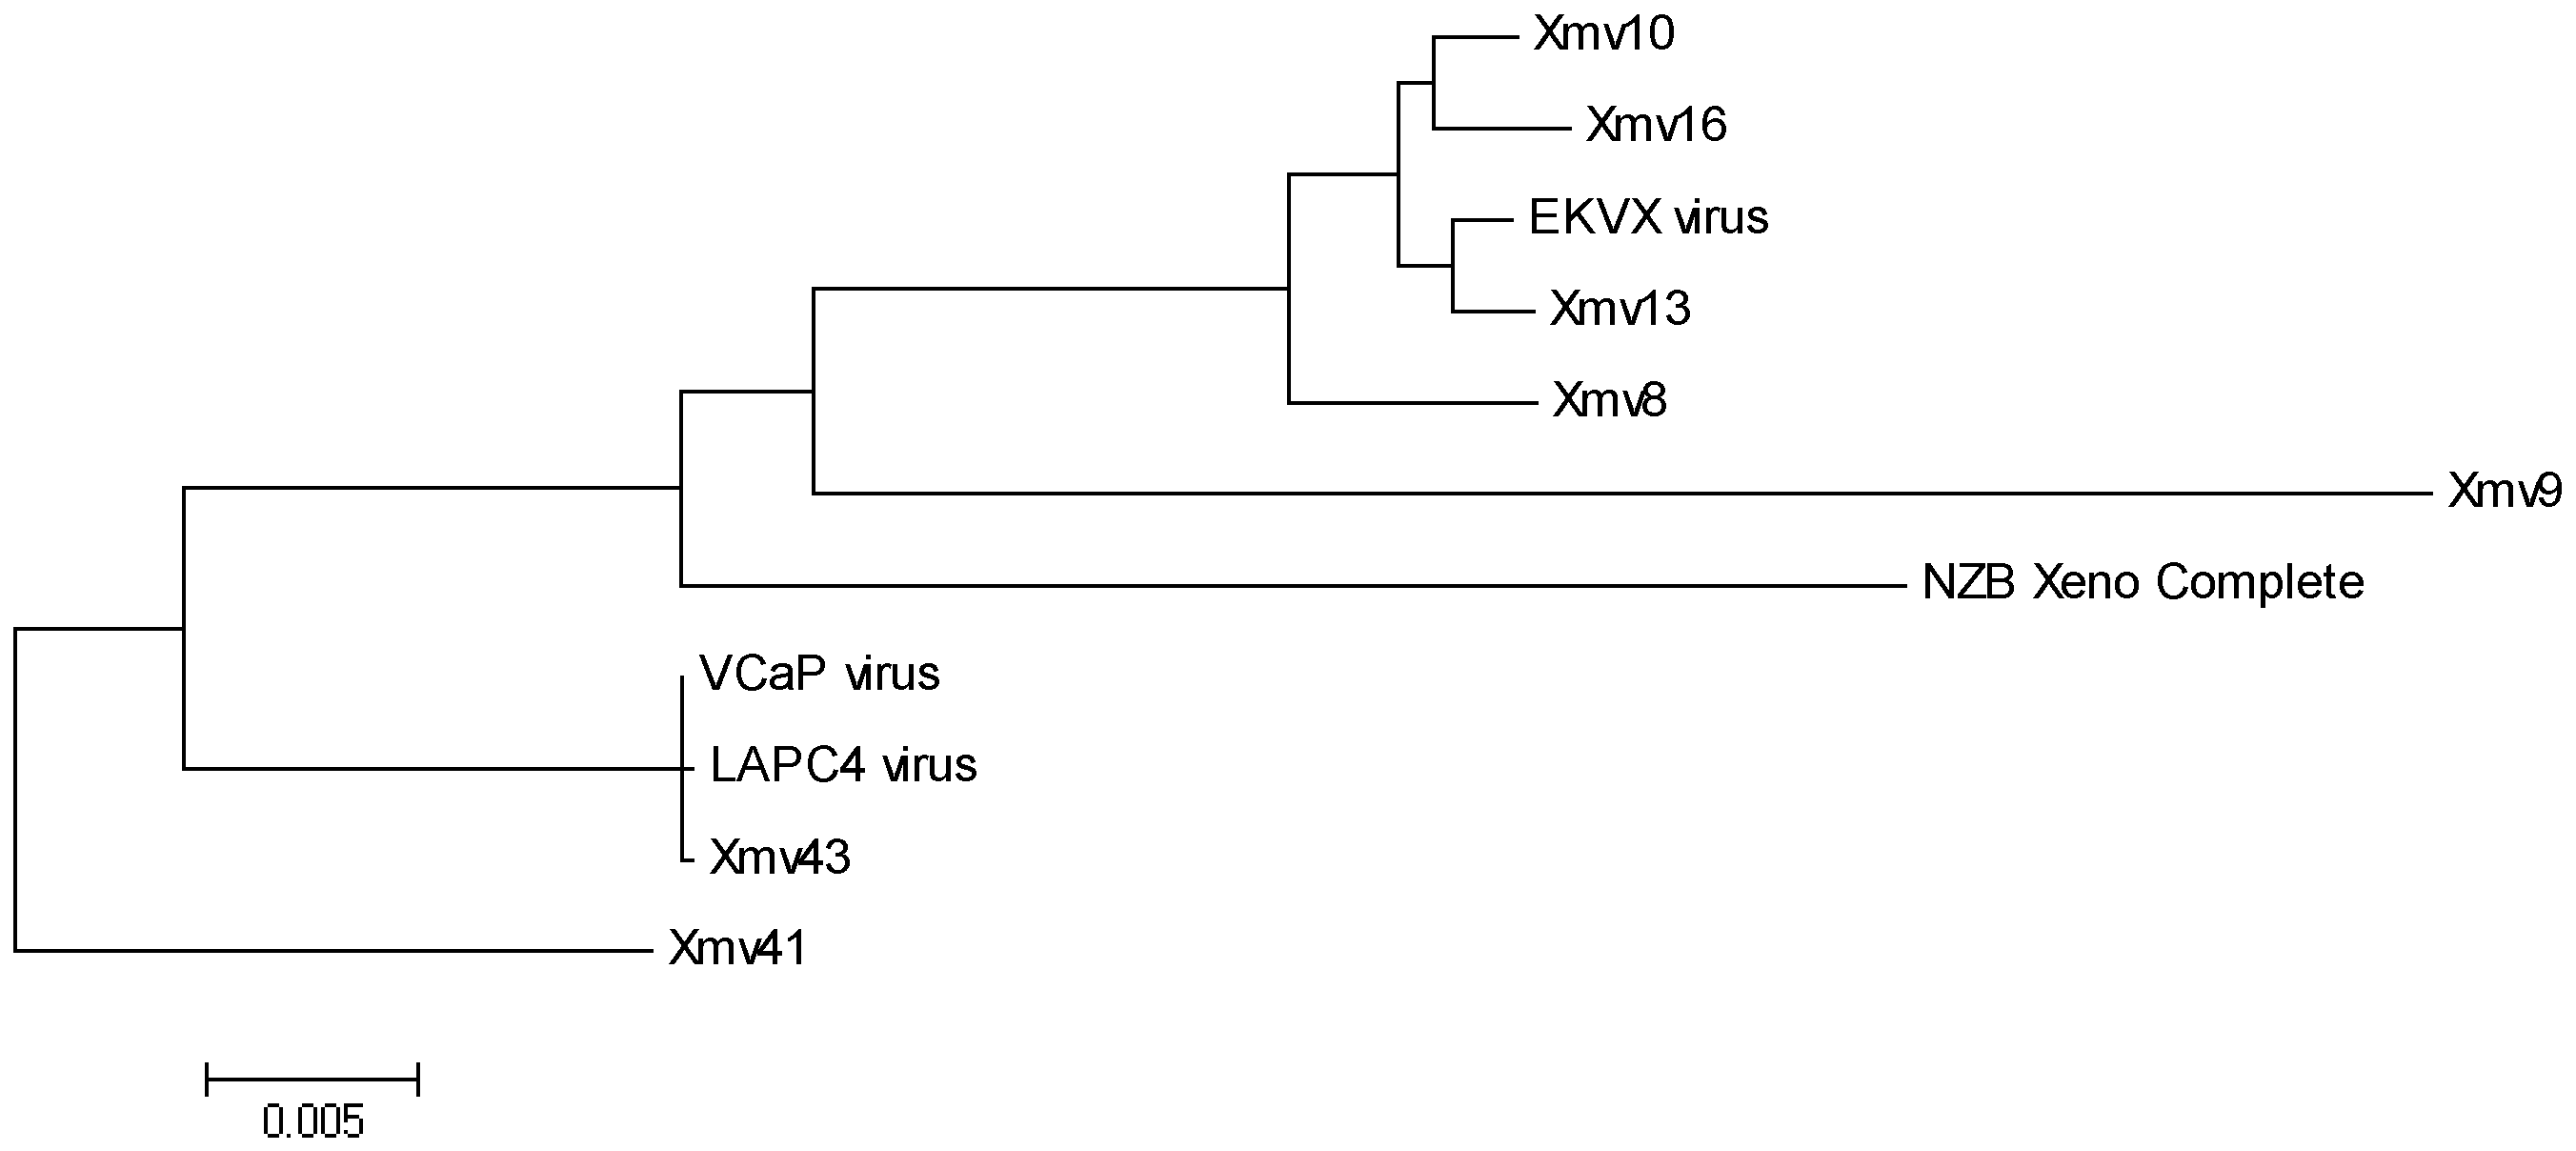 Xmv10
Xmv16
EKVX virus
Xmv13
Xmv8
Xmv9
NZB Xeno Complete
VCaP virus
LAPC4 virus
Xmv43
Xmv41
0.005